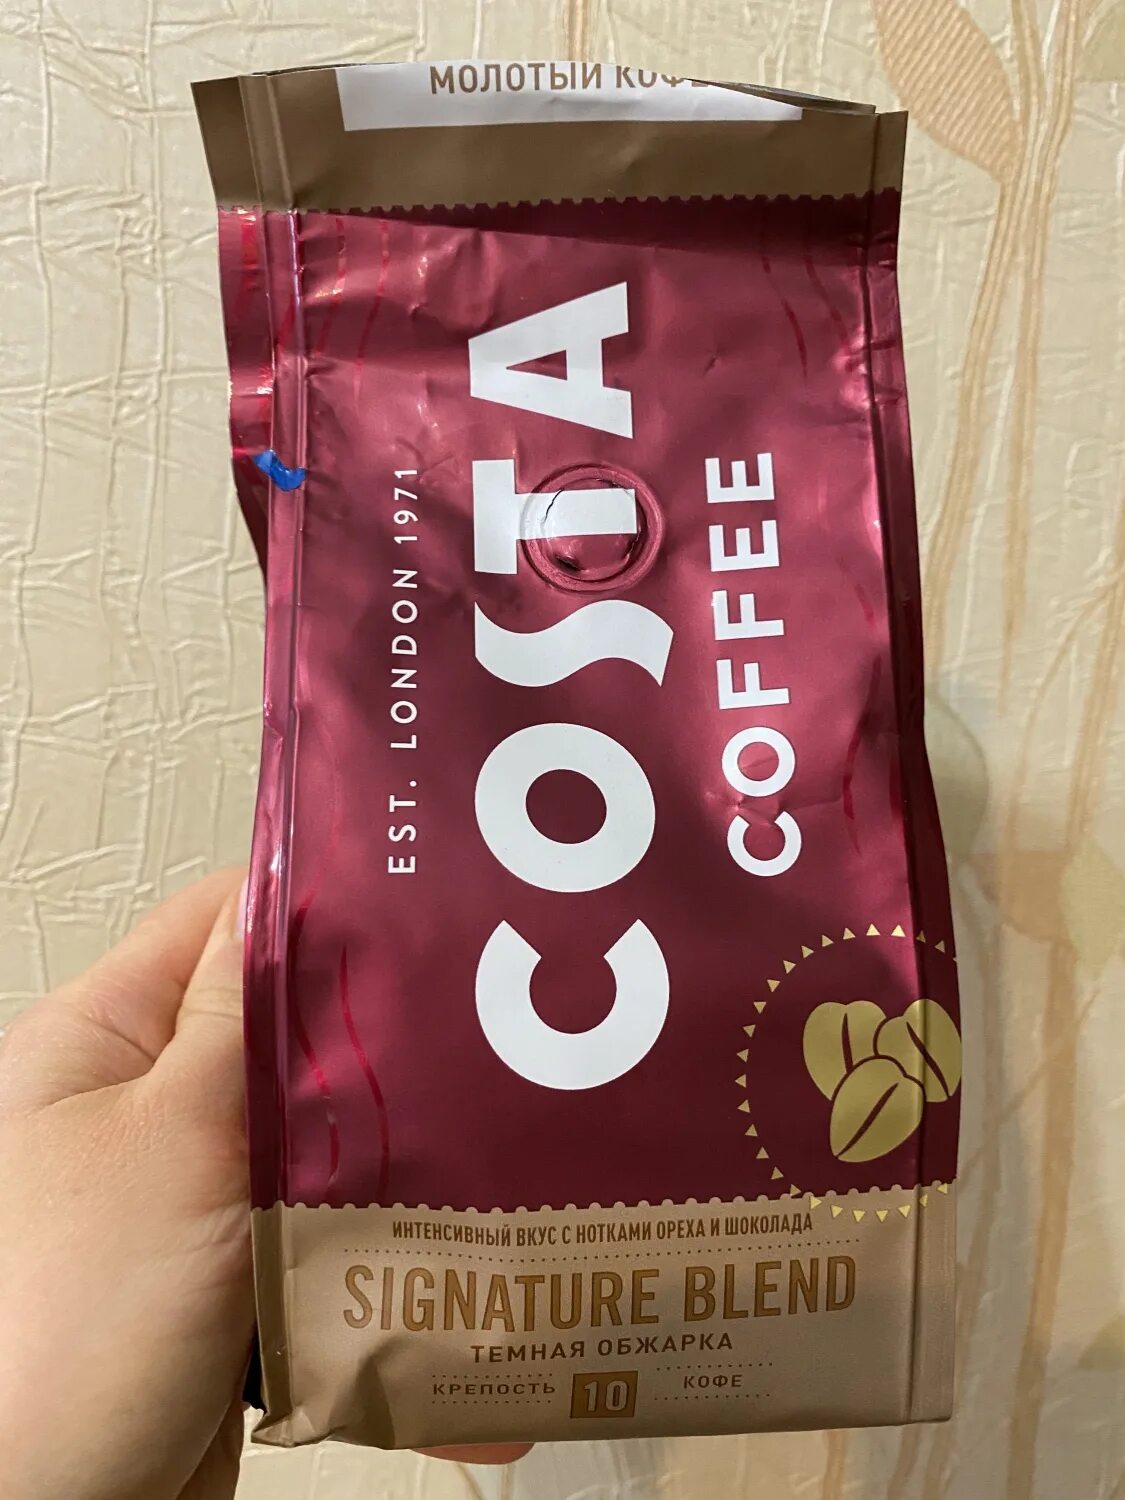 МОЛОТЫЙ КОФЕ
EST. LONDON 1971
COSTA
COFFEE
ИНТЕНСИВНЫЙ ВКУС С НОТКАМИ ОРЕХА И ШОКОЛАДА
SIGNATURE BLEND
ТЕМНАЯ ОБЖАРКА
КРЕПОСТЬ 10 КОФЕ